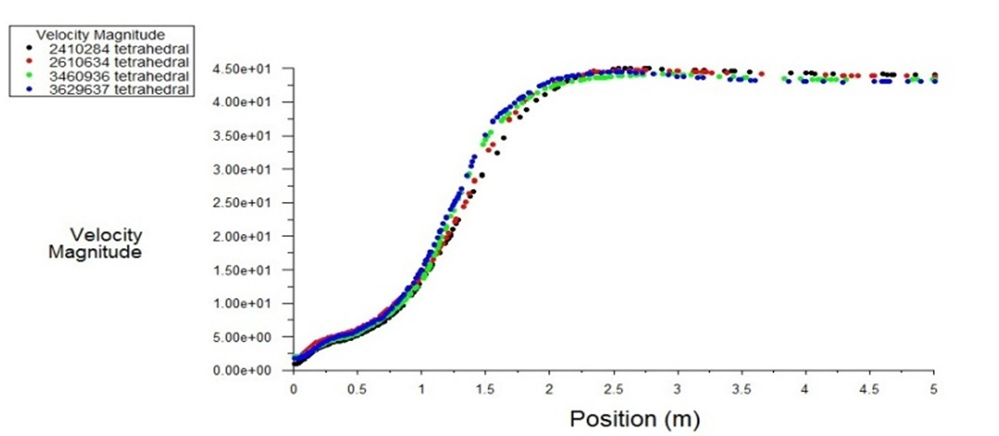 Velocity Magnitude
2410284 tetrahedral
2610634 tetrahedral
3460936 tetrahedral
3629637 tetrahedral
4.50e+01
4.00e+01
3.50e+01
3.00e+01
2.50e+01
2.00e+01
1.50e+01
1.00e+01
5.00e+00
0.00e+00
Velocity
Magnitude
0 0.5 1 1.5 2 2.5 3 3.5 4 4.5 5
Position (m)